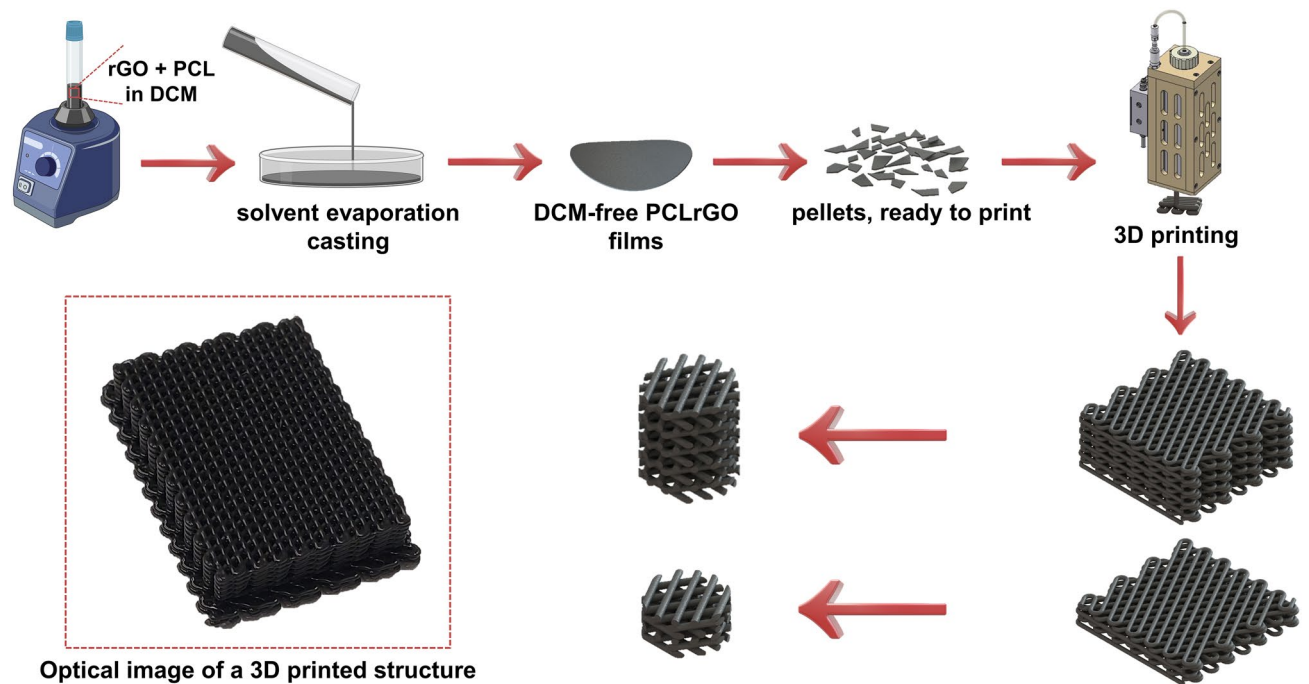 rGO + PCL
in DCM
solvent evaporation
casting
DCM-free PCLrGO
films
pellets, ready to print
3D printing
Optical image of a 3D printed structure